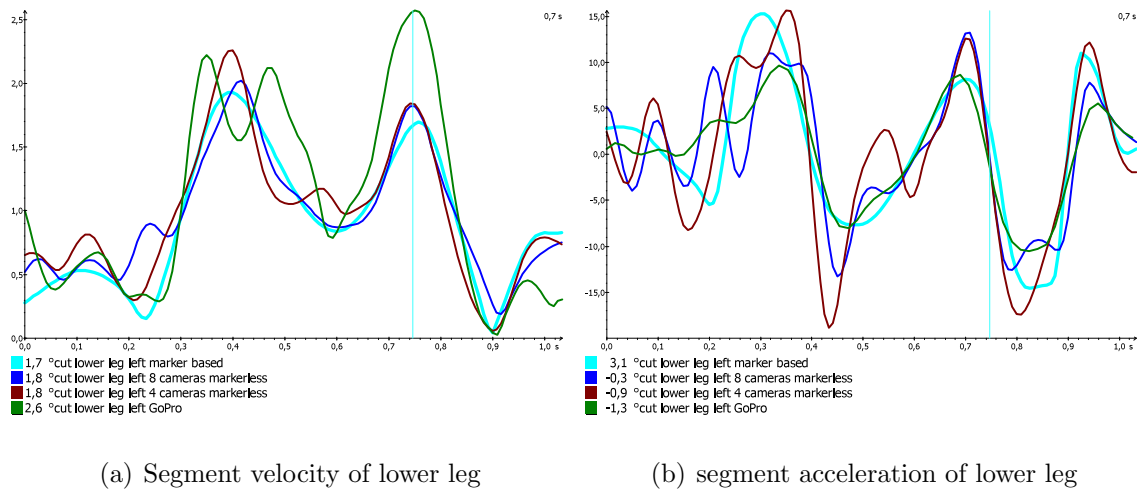 2,5
2,0
1,5
1,0
0,5
0,0
0,7 s
0,0 0,1 0,2 0,3 0,4 0,5 0,6 0,7 0,8 0,9 1,0 s
1,7 °cut lower leg left marker based
1,8 °cut lower leg left 8 cameras markerless
1,8 °cut lower leg left 4 cameras markerless
2,6 °cut lower leg left GoPro
(a) Segment velocity of lower leg
15,0
10,0
5,0
0,0
-5,0
-10,0
-15,0
0,7 s
0,0 0,1 0,2 0,3 0,4 0,5 0,6 0,7 0,8 0,9 1,0 s
3,1 °cut lower leg left marker based
-0,3 °cut lower leg left 8 cameras markerless
-0,9 °cut lower leg left 4 cameras markerless
-1,3 °cut lower leg left GoPro
(b) segment acceleration of lower leg